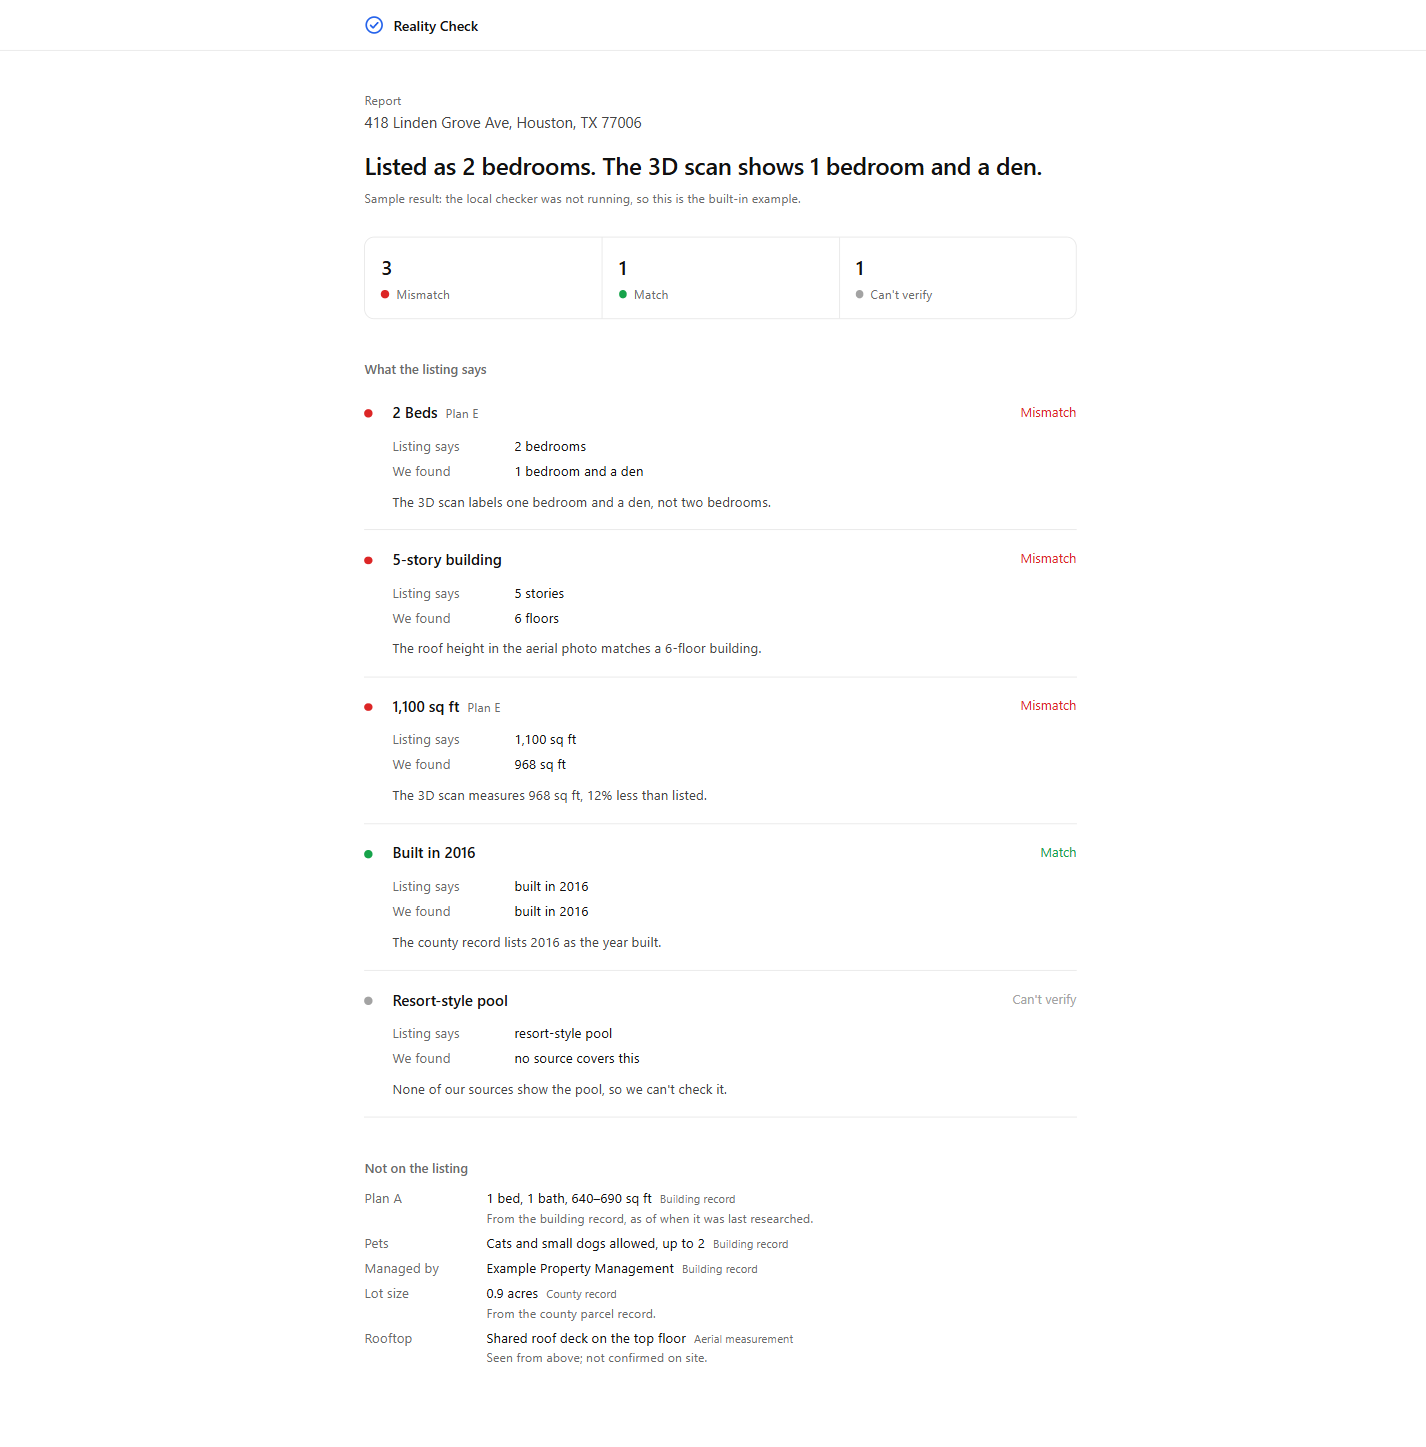 Reality Check
Report
418 Linden Grove Ave, Houston, TX 77006
Listed as 2 bedrooms. The 3D scan shows 1 bedroom and a den.
Sample result: the local checker was not running, so this is the built-in example.
3
Mismatch
1
Match
1
Can't verify
What the listing says
2 Beds Plan E Mismatch
Listing says 2 bedrooms
We found 1 bedroom and a den
The 3D scan labels one bedroom and a den, not two bedrooms.
5-story building Mismatch
Listing says 5 stories
We found 6 floors
The roof height in the aerial photo matches a 6-floor building.
1,100 sq ft Plan E Mismatch
Listing says 1,100 sq ft
We found 968 sq ft
The 3D scan measures 968 sq ft, 12% less than listed.
Built in 2016 Match
Listing says built in 2016
We found built in 2016
The county record lists 2016 as the year built.
Resort-style pool Can't verify
Listing says resort-style pool
We found no source covers this
None of our sources show the pool, so we can't check it.
Not on the listing
Plan A 1 bed, 1 bath, 640–690 sq ft Building record
From the building record, as of when it was last researched.
Pets Cats and small dogs allowed, up to 2 Building record
Managed by Example Property Management Building record
Lot size 0.9 acres County record
From the county parcel record.
Rooftop Shared roof deck on the top floor Aerial measurement
Seen from above; not confirmed on site.